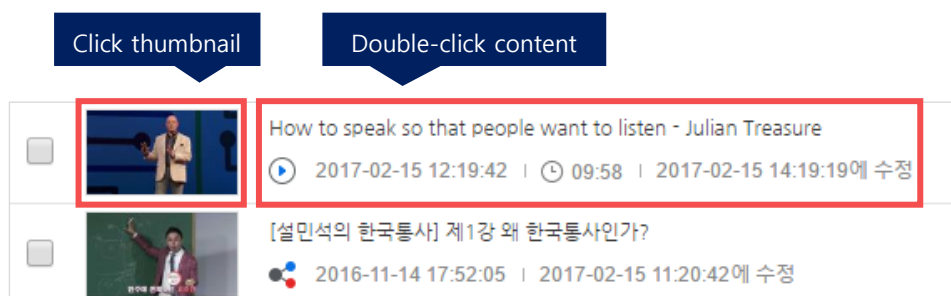 Click thumbnail
Double-click content
How to speak so that people want to listen - Julian Treasure
2017-02-15 12:19:42 | 09:58 | 2017-02-15 14:19:19에 수정
[설민석의 한국통사] 제1강 왜 한국통사인가?
2016-11-14 17:52:05 | 2017-02-15 11:20:42에 수정